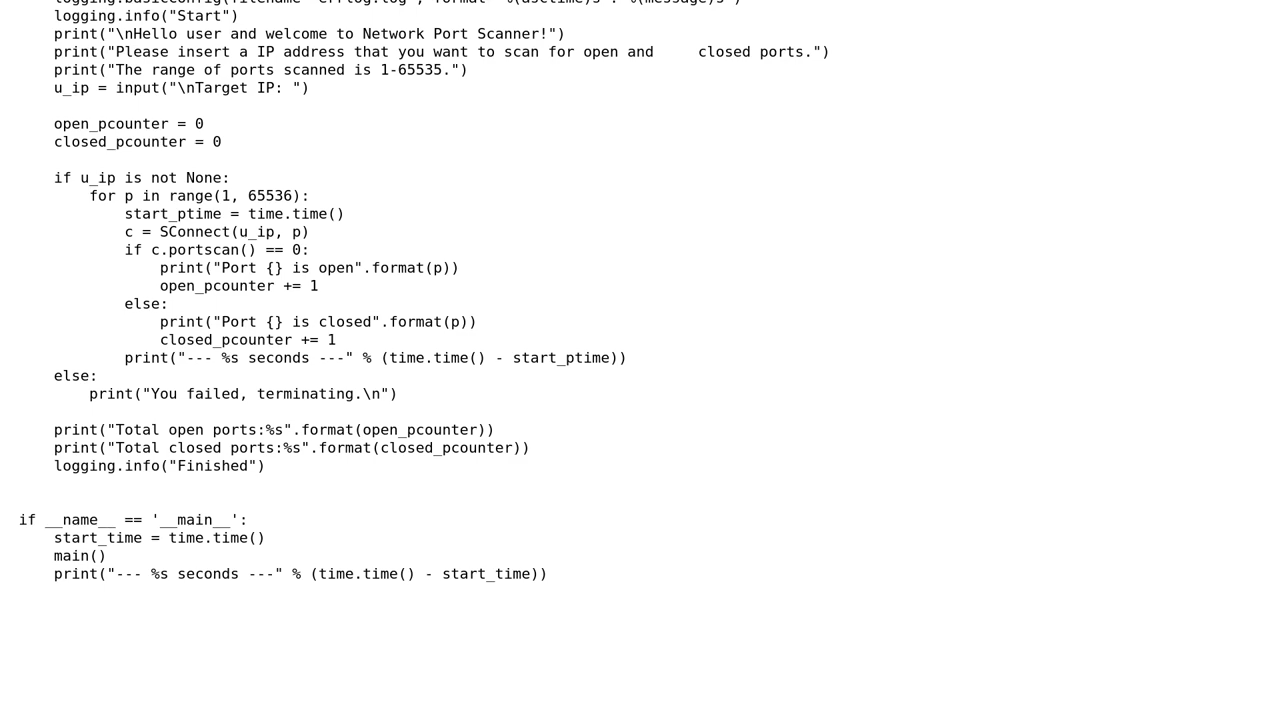 logging.info("Start")
print("\nHello user and welcome to Network Port Scanner!")
print("Please insert a IP address that you want to scan for open and     closed ports.")
print("The range of ports scanned is 1-65535.")
u_ip = input("\nTarget IP: ")
open_pcounter = 0
closed_pcounter = 0
if u_ip is not None:
for p in range(1, 65536):
start_ptime = time.time()
c = SConnect(u_ip, p)
if c.portscan() == 0:
print("Port {} is open".format(p))
open_pcounter += 1
else:
print("Port {} is closed".format(p))
closed_pcounter += 1
print("--- %s seconds ---" % (time.time() - start_ptime))
else:
print("You failed, terminating.\n")
print("Total open ports:%s".format(open_pcounter))
print("Total closed ports:%s".format(closed_pcounter))
logging.info("Finished")
if __name__ == '__main__':
start_time = time.time()
main()
print("--- %s seconds ---" % (time.time() - start_time))